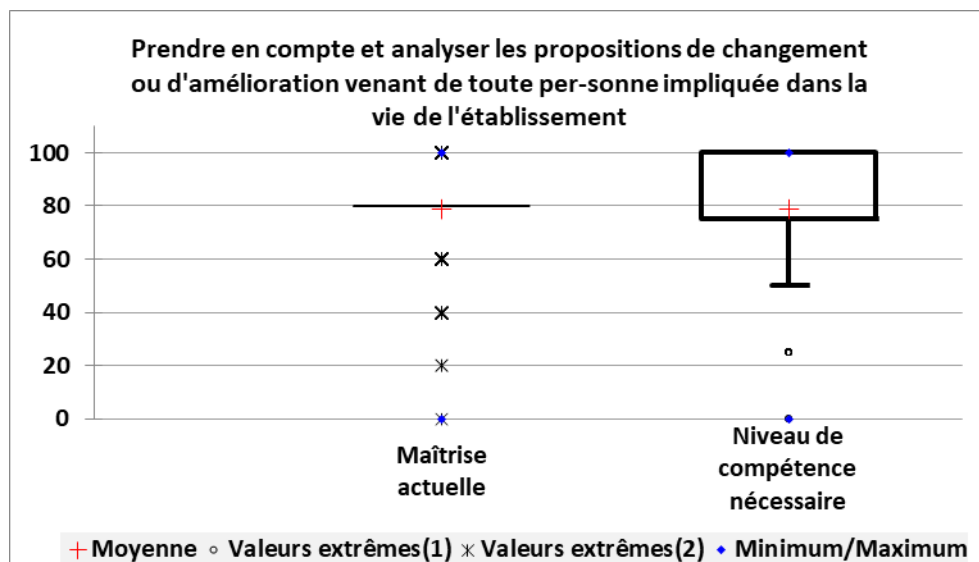 Prendre en compte et analyser les propositions de changement
ou d'amélioration venant de toute per-sonne impliquée dans la
vie de l'établissement
100
80
60
40
20
0
Maîtrise
actuelle
Niveau de
compétence
nécessaire
Moyenne Valeurs extrêmes(1) Valeurs extrêmes(2) Minimum/Maximum